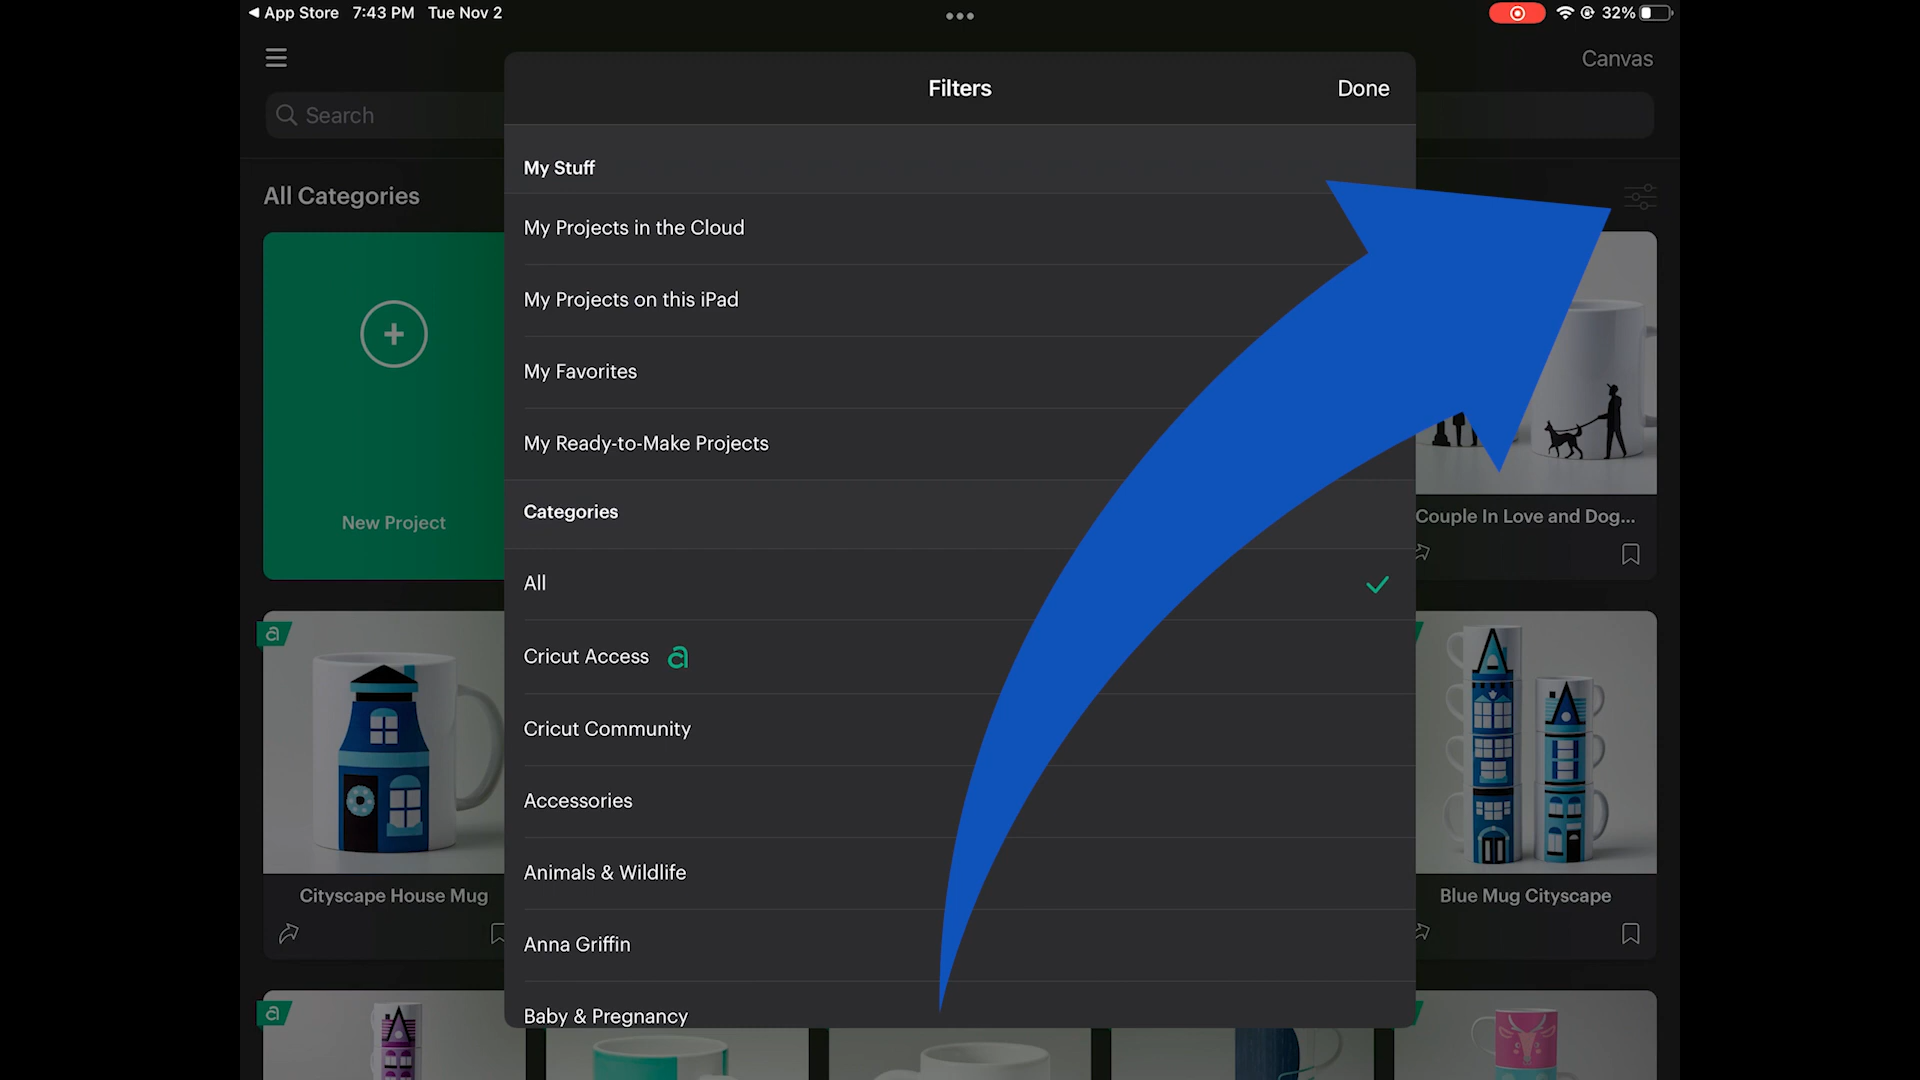 App Store 7:43 PM Tue Nov 2
32%
Canvas
Filters
Done
Search
My Stuff
All Categories
My Projects in the Cloud
My Projects on this iPad
My Favorites
My Ready-to-Make Projects
New Project
Categories
Couple In Love and Dog...
All
Cricut Access
Cricut Community
Accessories
Animals & Wildlife
Cityscape House Mug
Blue Mug Cityscape
Anna Griffin
Baby & Pregnancy